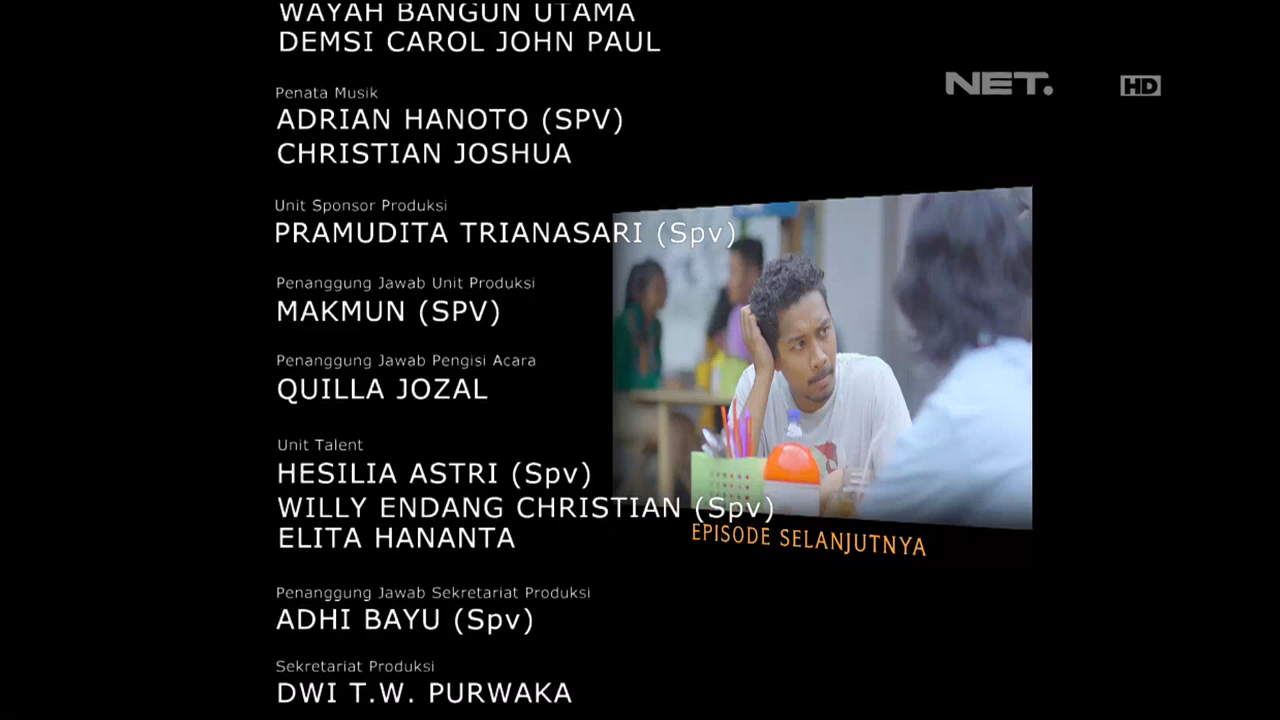 WAYAH BANGUN UTAMA
DEMSI CAROL JOHN PAUL
NET.
HD
Penata Musik
ADRIAN HANOTO (SPV)
CHRISTIAN JOSHUA
Unit Sponsor Produksi
PRAMUDITA TRIANASARI (Spv)
Penanggung Jawab Unit Produksi
MAKMUN (SPV)
Penanggung Jawab Pengisi Acara
QUILLA JOZAL
Unit Talent
HESILIA ASTRI (Spv)
WILLY ENDANG CHRISTIAN (Spv)
ELITA HANANTA
EPISODE SELANJUTNYA
Penanggung Jawab Sekretariat Produksi
ADHI BAYU (Spv)
Sekretariat Produksi
DWI T.W. PURWAKA